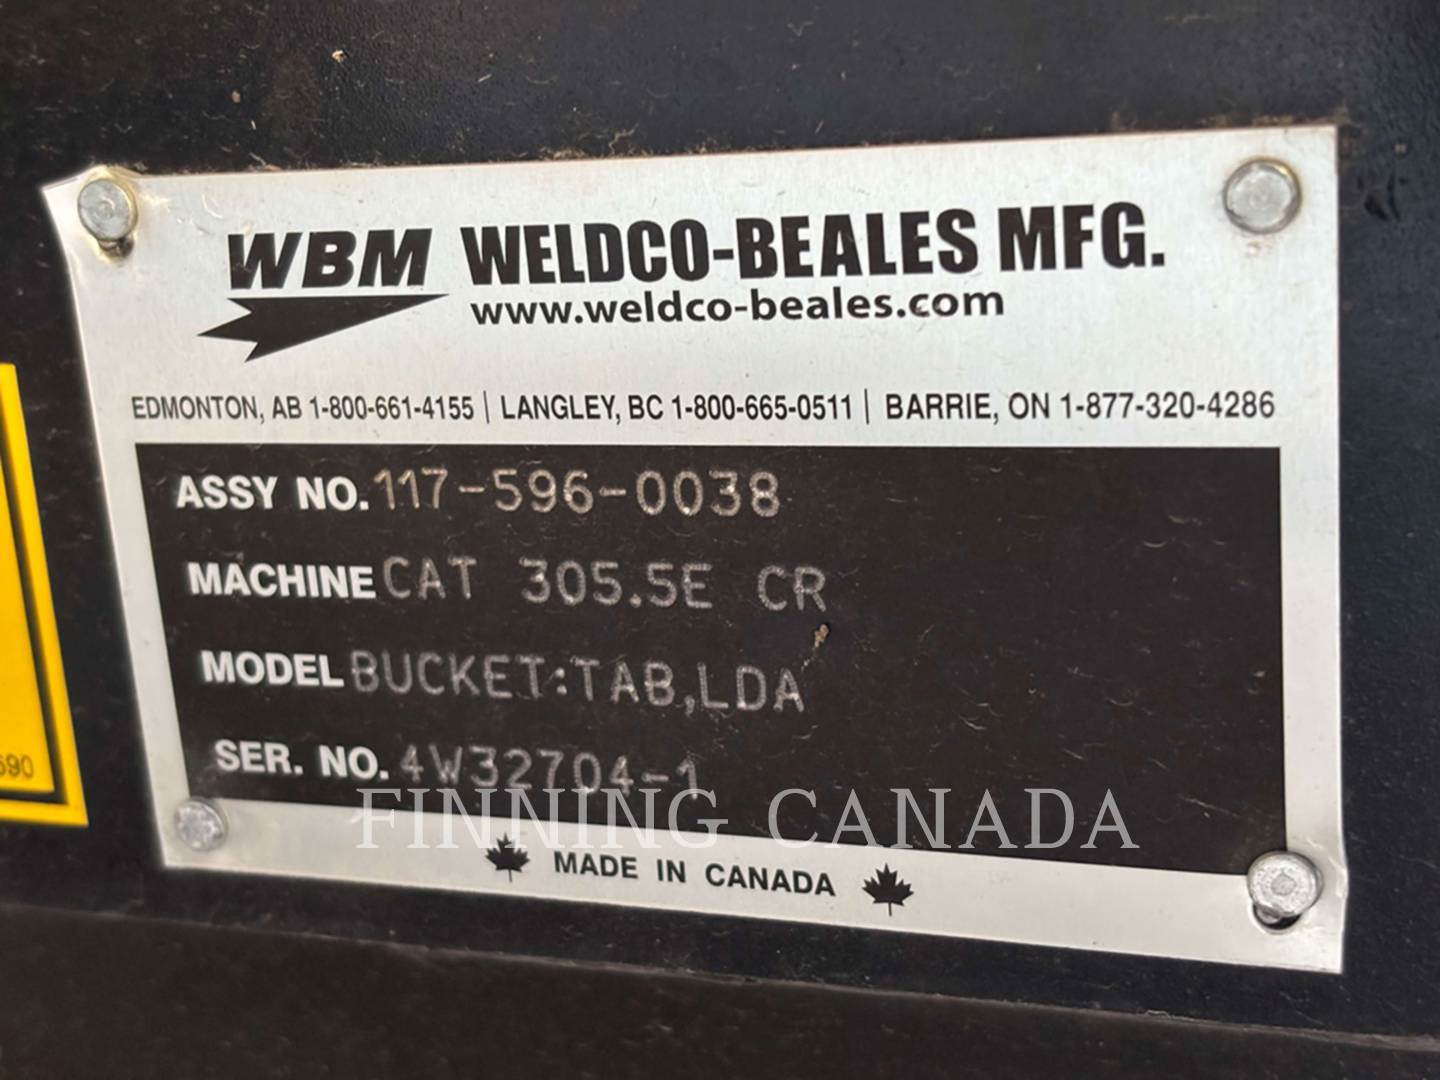 WBM WELDCO-BEALES MFG.
www.weldco-beales.com
EDMONTON, AB 1-800-661-4155 | LANGLEY, BC 1-800-665-0511 | BARRIE, ON 1-877-320-4286
ASSY NO. 117-596-0038
MACHINE CAT 305.5E CR
MODEL BUCKET:TAB,LDA
SER. NO. 4W32704-1
FINNING CANADA
MADE IN CANADA